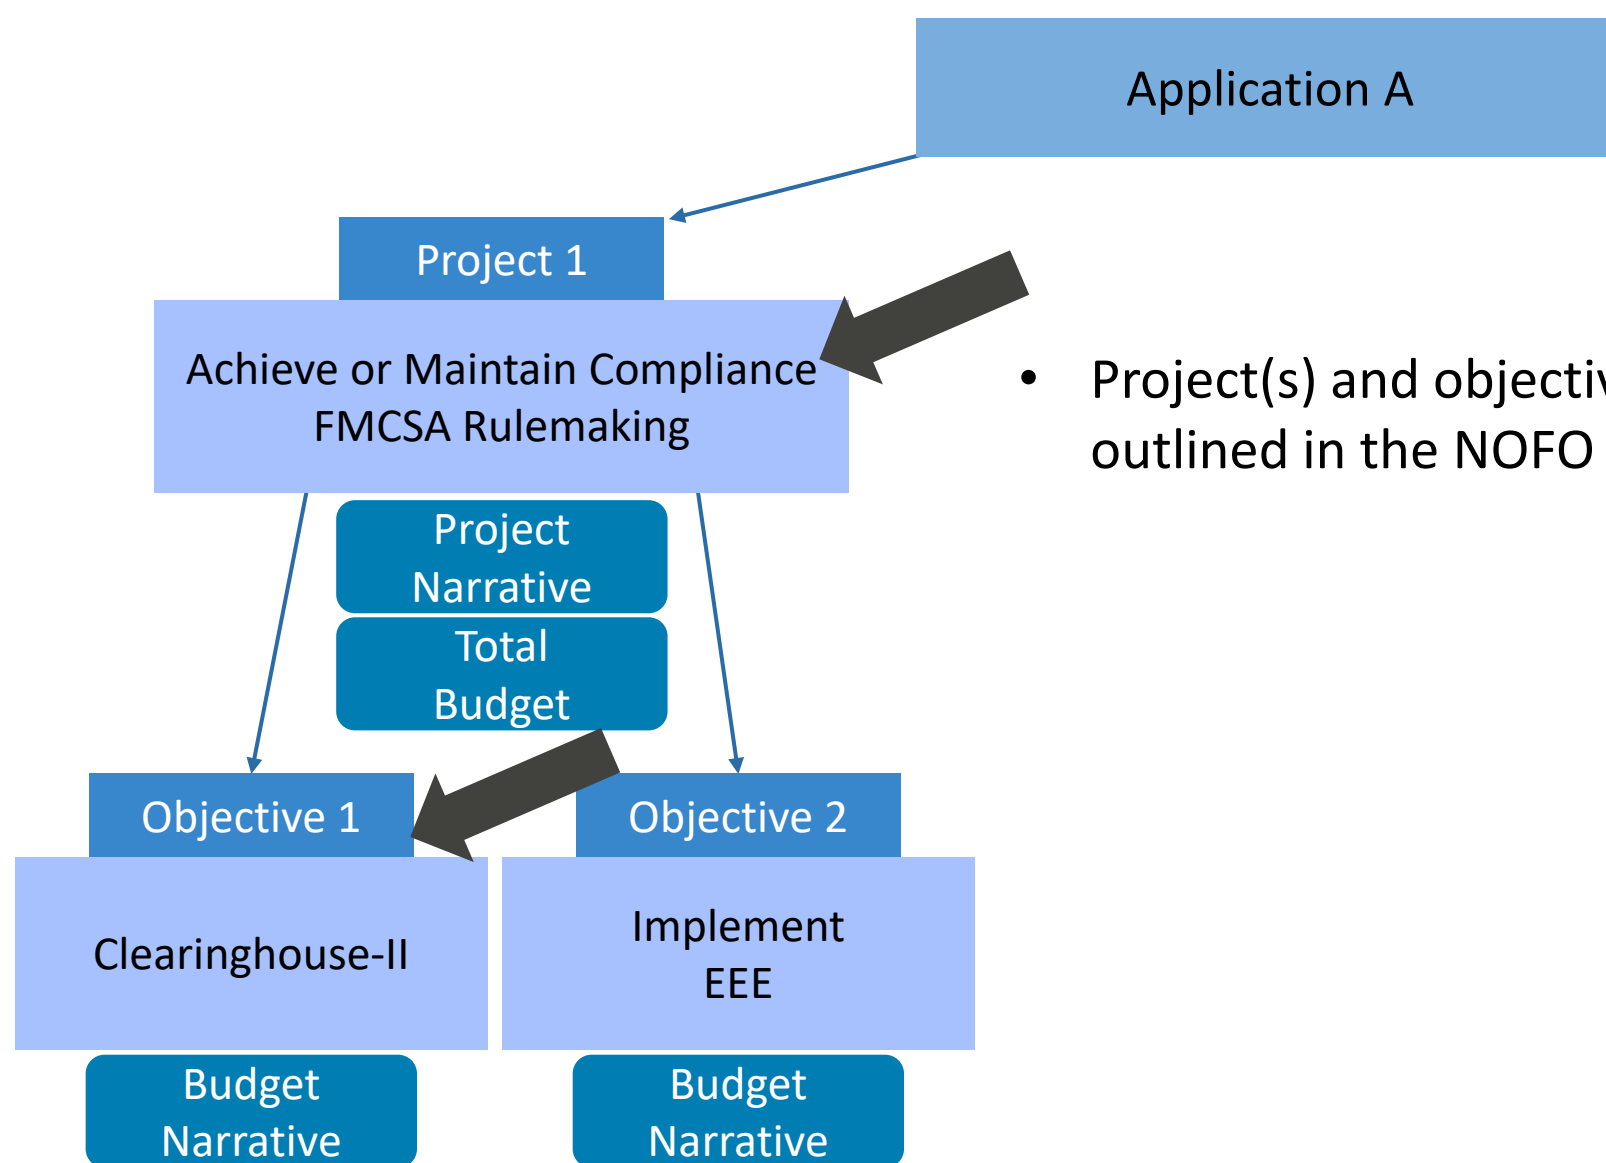 Application A
Project 1
Achieve or Maintain Compliance
FMCSA Rulemaking
• Project(s) and
outlined in the NOFO
Project
Narrative
Total
Budget
Objective 1
Objective 2
Clearinghouse-II
Implement
EEE
Budget
Narrative
Budget
Narrative